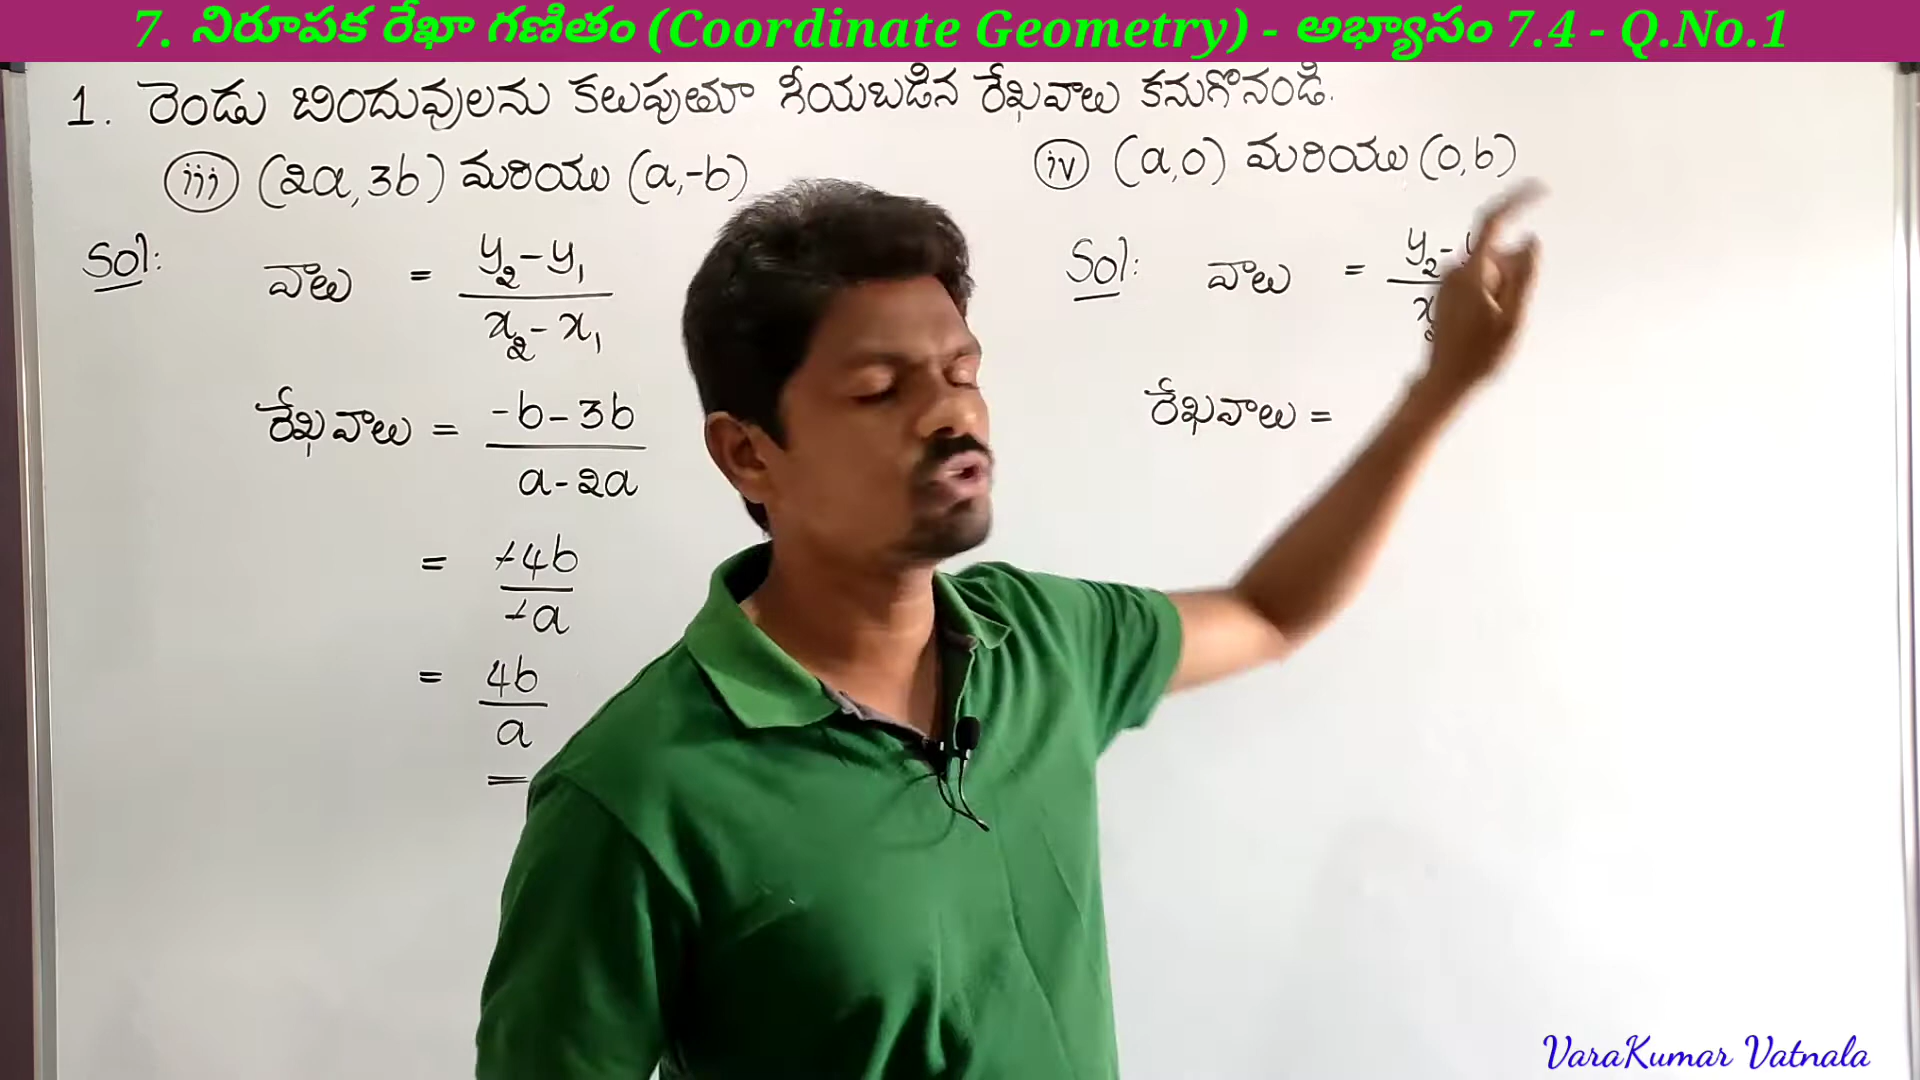 7. నిరూపక రేఖా గణితం (Coordinate Geometry) - అభ్యాసం 7.4 - Q.No.1
1. రెండు బిందువులను కలుపుతూ గీయబడిన రేఖవాలు కనుగొనండి.
iii (2a, 3b) మరియు (a, -b)
Sol: వాలు = y₂ - y₁ / x₂ - x₁
రేఖవాలు = -b - 3b / a - 2a
= -4b / -a
= 4b / a
iv (a, 0) మరియు (0, b)
Sol: వాలు = y₂ -
రేఖవాలు =
VaraKumar Vatnala